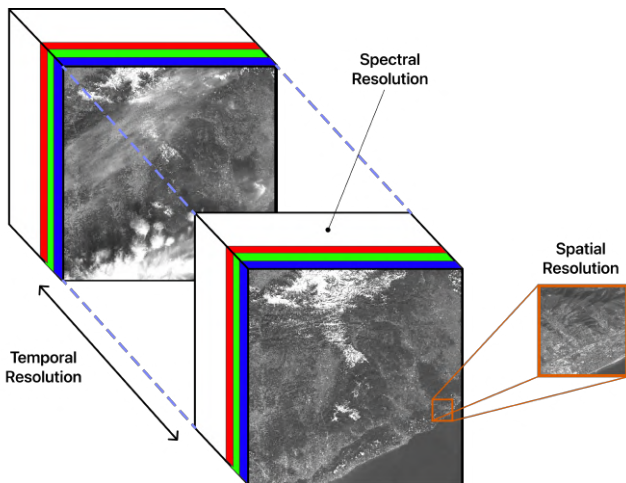 Spectral
Resolution
Spatial
Resolution
Temporal
Resolution